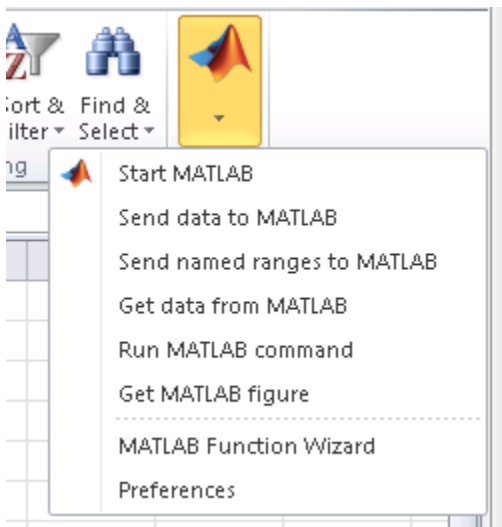 Sort & Find &
ilter Select
ng
Start MATLAB
Send data to MATLAB
Send named ranges to MATLAB
Get data from MATLAB
Run MATLAB command
Get MATLAB figure
MATLAB Function Wizard
Preferences